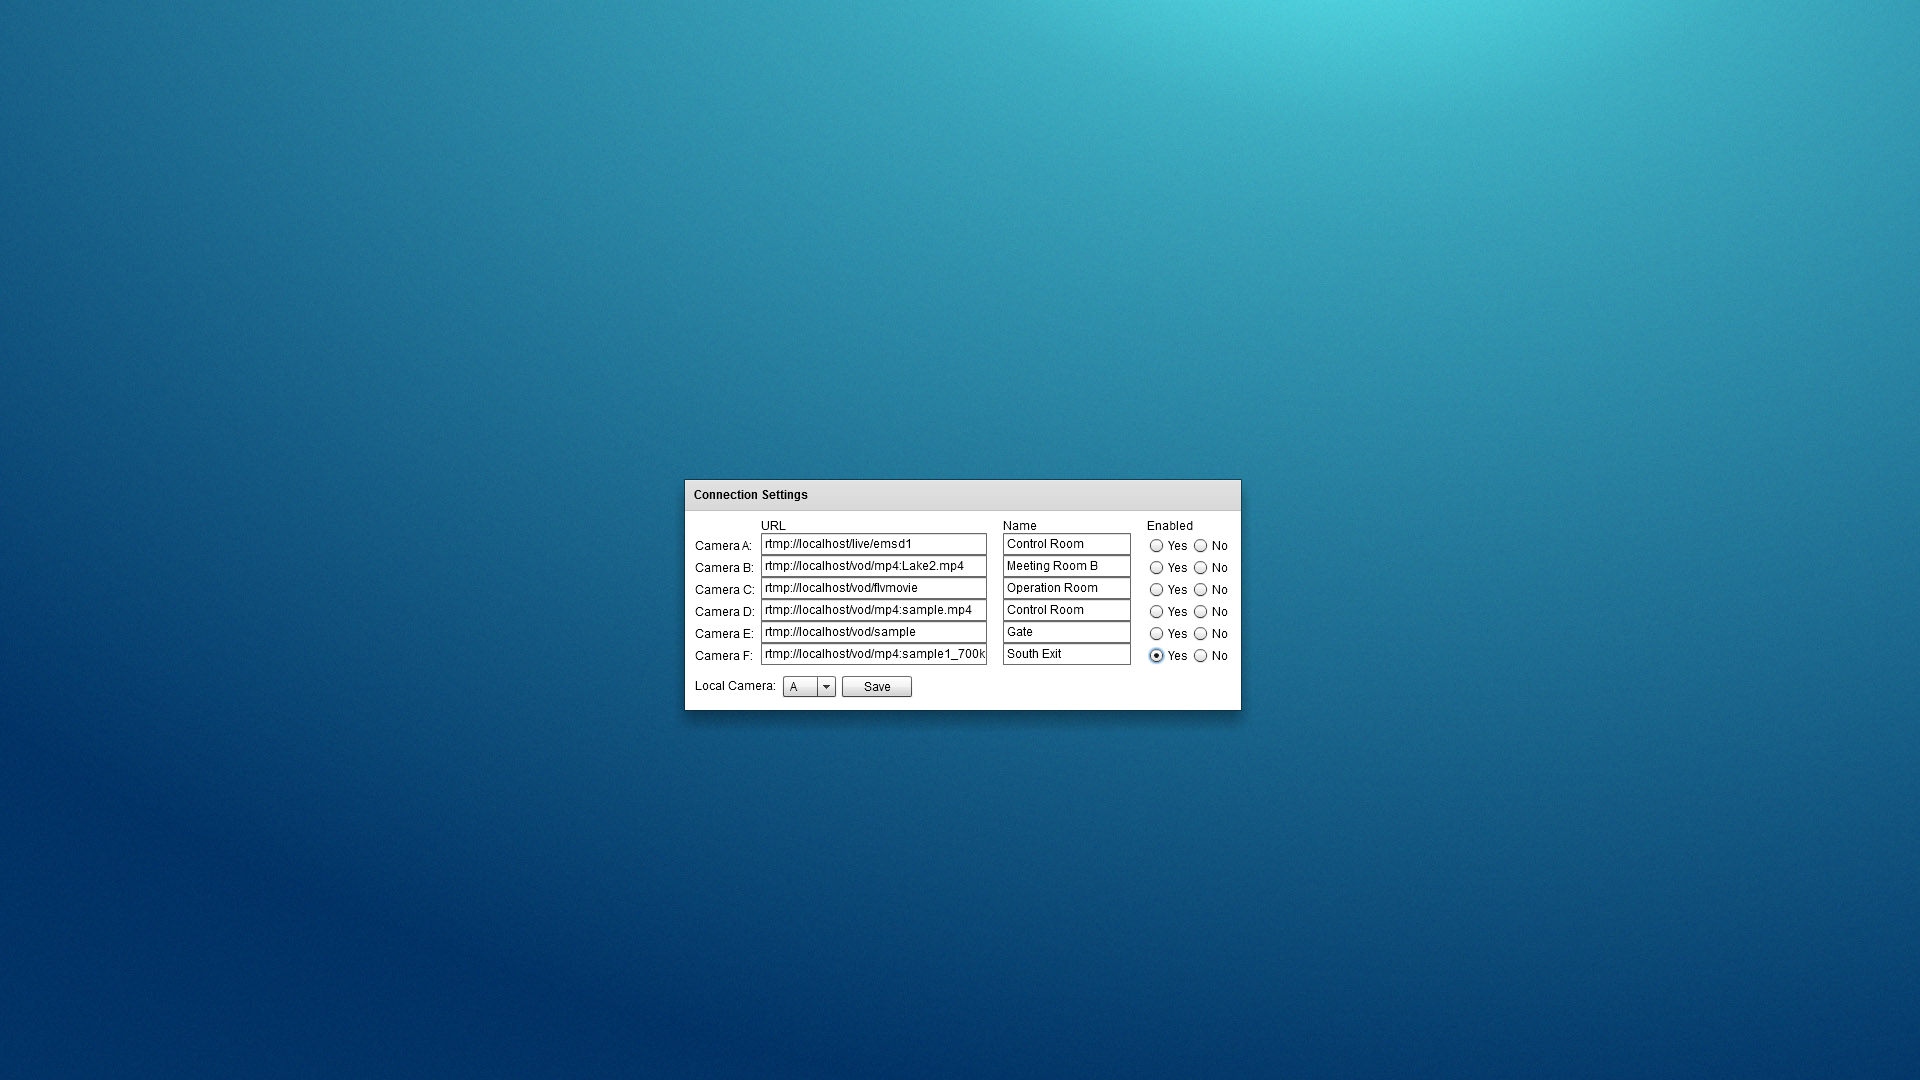 Connection Settings
URL Name Enabled
Camera A: rtmp://localhost/live/emsd1 Control Room Yes No
Camera B: rtmp://localhost/vod/mp4:Lake2.mp4 Meeting Room B Yes No
Camera C: rtmp://localhost/vod/flvmovie Operation Room Yes No
Camera D: rtmp://localhost/vod/mp4:sample.mp4 Control Room Yes No
Camera E: rtmp://localhost/vod/sample Gate Yes No
Camera F: rtmp://localhost/vod/mp4:sample1_700k South Exit Yes No
Local Camera: A Save